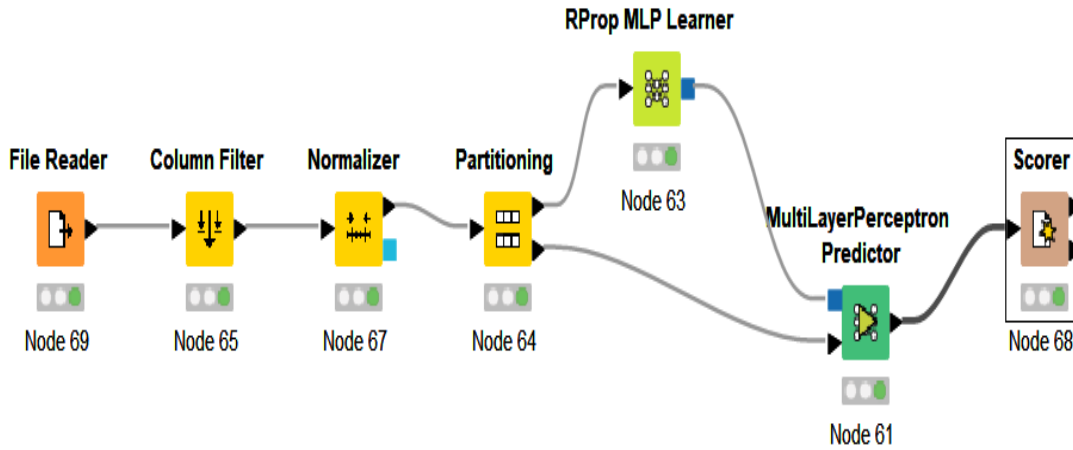 RProp MLP Learner
Node 63
File Reader
Node 69
Column Filter
Node 65
Normalizer
Node 67
Partitioning
Node 64
MultiLayerPerceptron
Predictor
Node 61
Scorer
Node 68